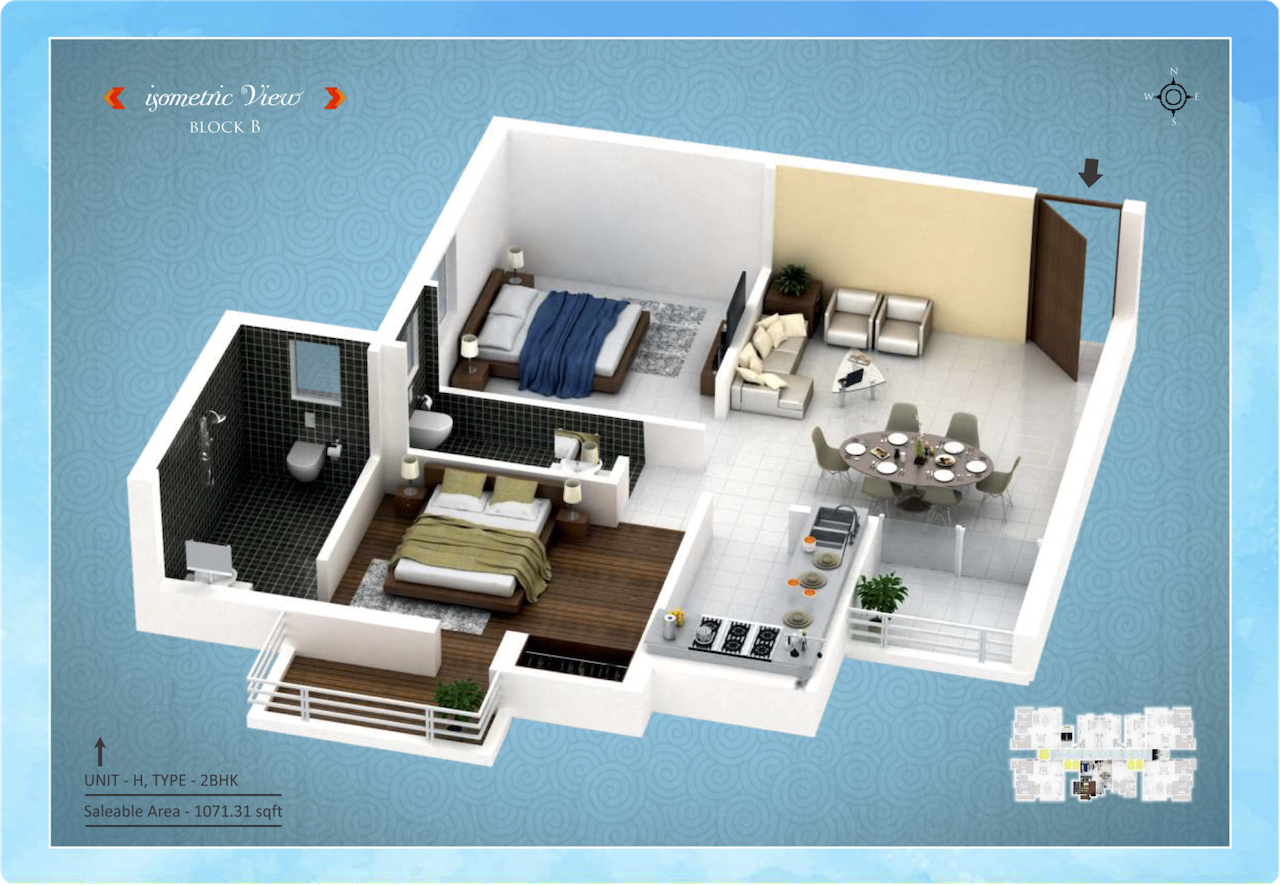 isometric View
BLOCK B
N
W E
S
UNIT - H, TYPE - 2BHK
Saleable Area - 1071.31 sqft